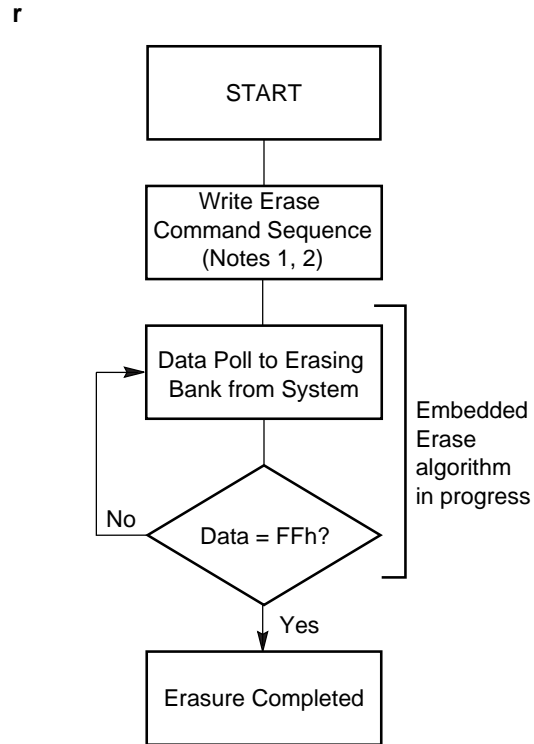 r
START
Write Erase
Command Sequence
(Notes 1, 2)
Data Poll to Erasing
Bank from System
Embedded
Erase
algorithm
in progress
No
Data = FFh?
Yes
Erasure Completed